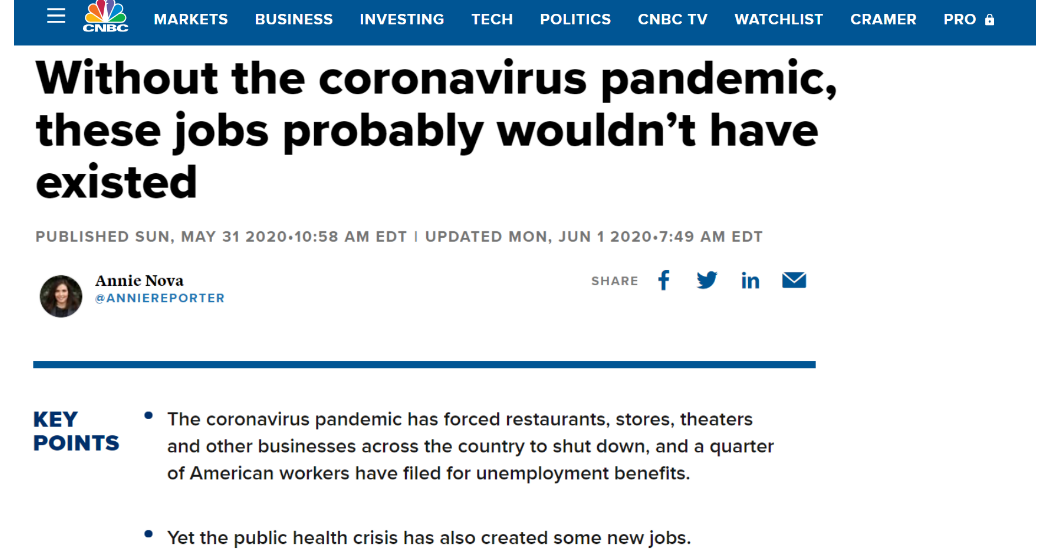 CNBC
MARKETS BUSINESS INVESTING TECH POLITICS CNBC TV WATCHLIST CRAMER PRO
Without the coronavirus pandemic,
these jobs probably wouldn’t have
existed
PUBLISHED SUN, MAY 31 2020•10:58 AM EDT | UPDATED MON, JUN 1 2020•7:49 AM EDT
Annie Nova
@ANNIEREPORTER
SHARE
KEY
POINTS
• The coronavirus pandemic has forced restaurants, stores, theaters
and other businesses across the country to shut down, and a quarter
of American workers have filed for unemployment benefits.
• Yet the public health crisis has also created some new jobs.